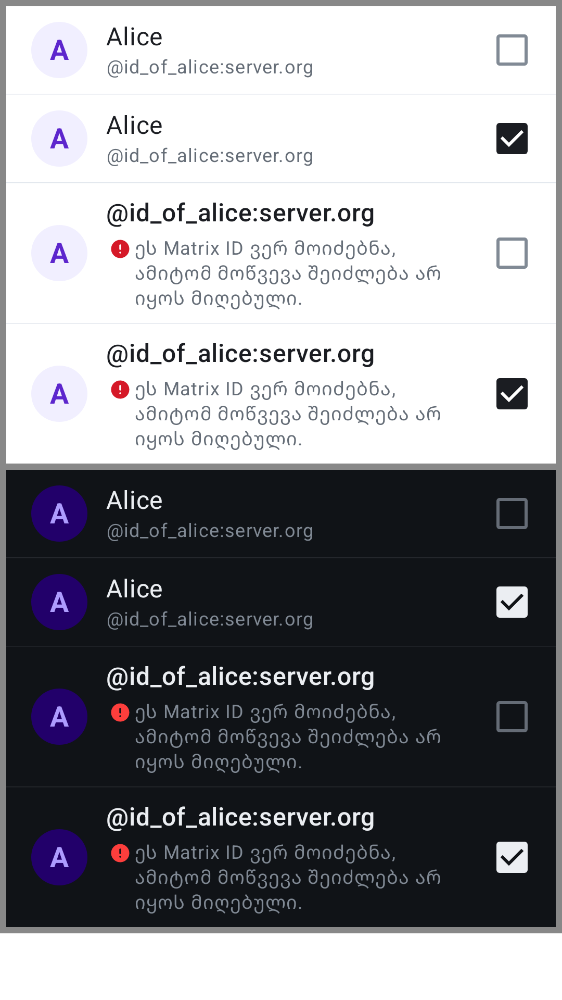 A
Alice
@id_of_alice:server.org
A
Alice
@id_of_alice:server.org
A
@id_of_alice:server.org
ეს Matrix ID ვერ მოიძებნა,
ამიტომ მოწვევა შეიძლება არ
იყოს მიღებული.
A
@id_of_alice:server.org
ეს Matrix ID ვერ მოიძებნა,
ამიტომ მოწვევა შეიძლება არ
იყოს მიღებული.
A
Alice
@id_of_alice:server.org
A
Alice
@id_of_alice:server.org
A
@id_of_alice:server.org
ეს Matrix ID ვერ მოიძებნა,
ამიტომ მოწვევა შეიძლება არ
იყოს მიღებული.
A
@id_of_alice:server.org
ეს Matrix ID ვერ მოიძებნა,
ამიტომ მოწვევა შეიძლება არ
იყოს მიღებული.